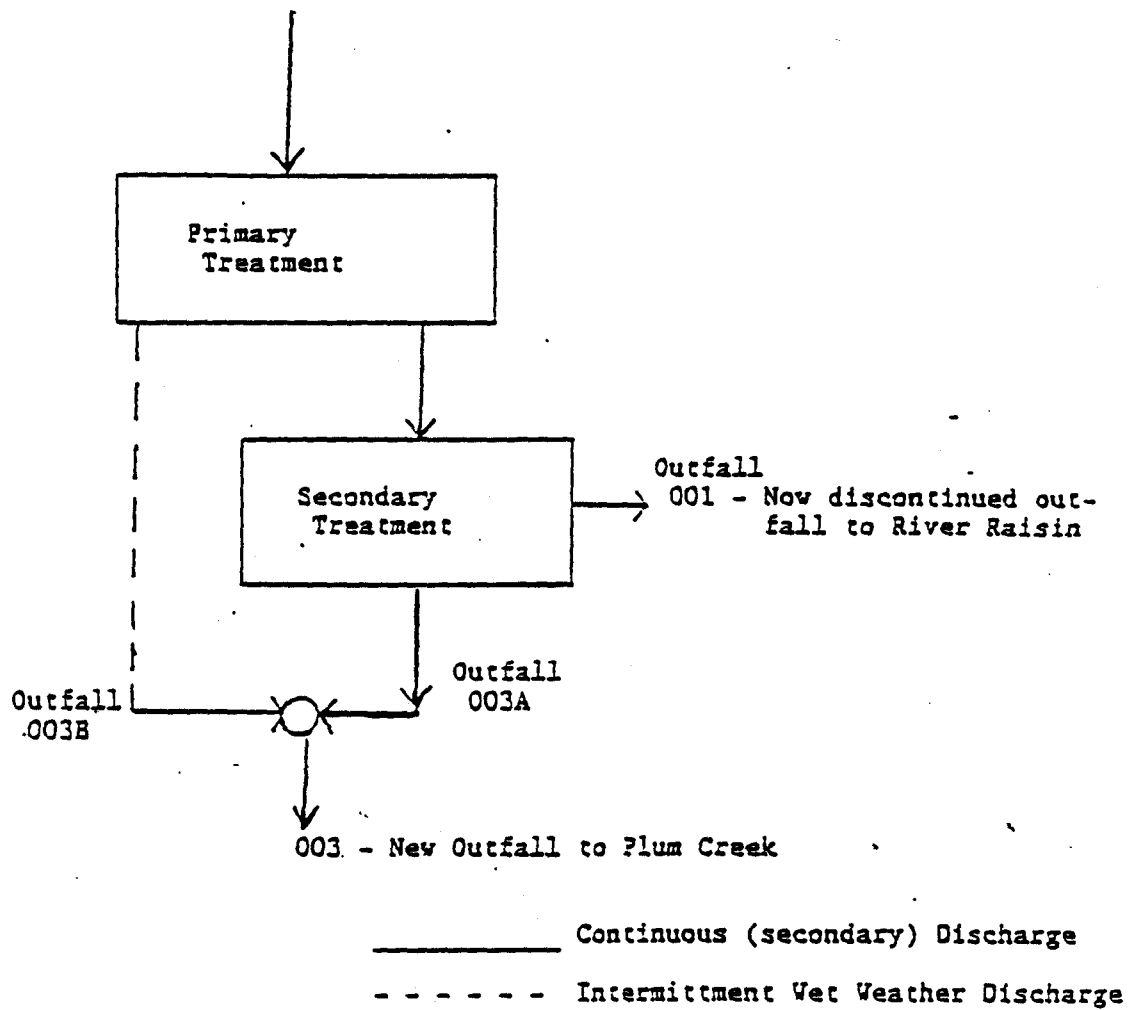 Primary
Treatment
Secondary
Treatment
Outfall
001 - Now discontinued out-
fall to River Raisin
Outfall
003A
Outfall
003B
003 - New Outfall to Plum Creek
Continuous (secondary) Discharge
Intermittment Wet Weather Discharge